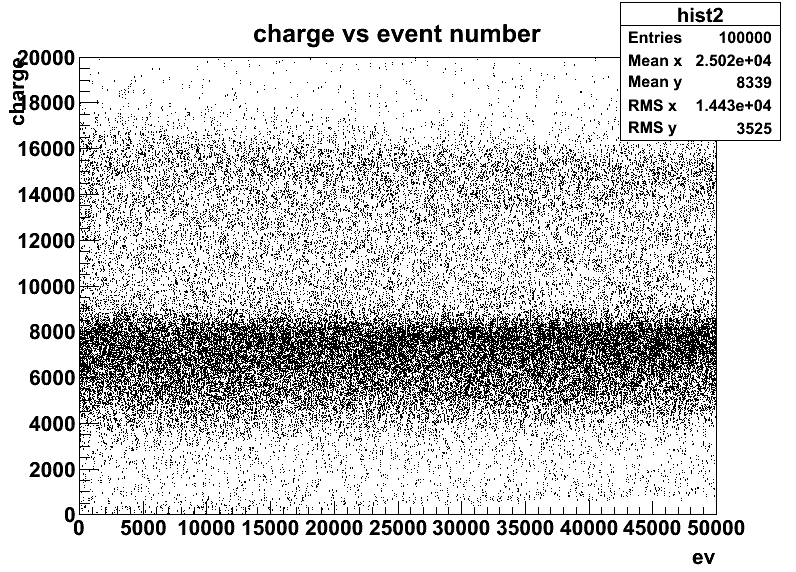 charge vs event number
hist2
Entries 100000
Mean x 2.502e+04
Mean y 8339
RMS x 1.443e+04
RMS y 3525
charge
20000
18000
16000
14000
12000
10000
8000
6000
4000
2000
0
0 5000 10000 15000 20000 25000 30000 35000 40000 45000 50000
ev